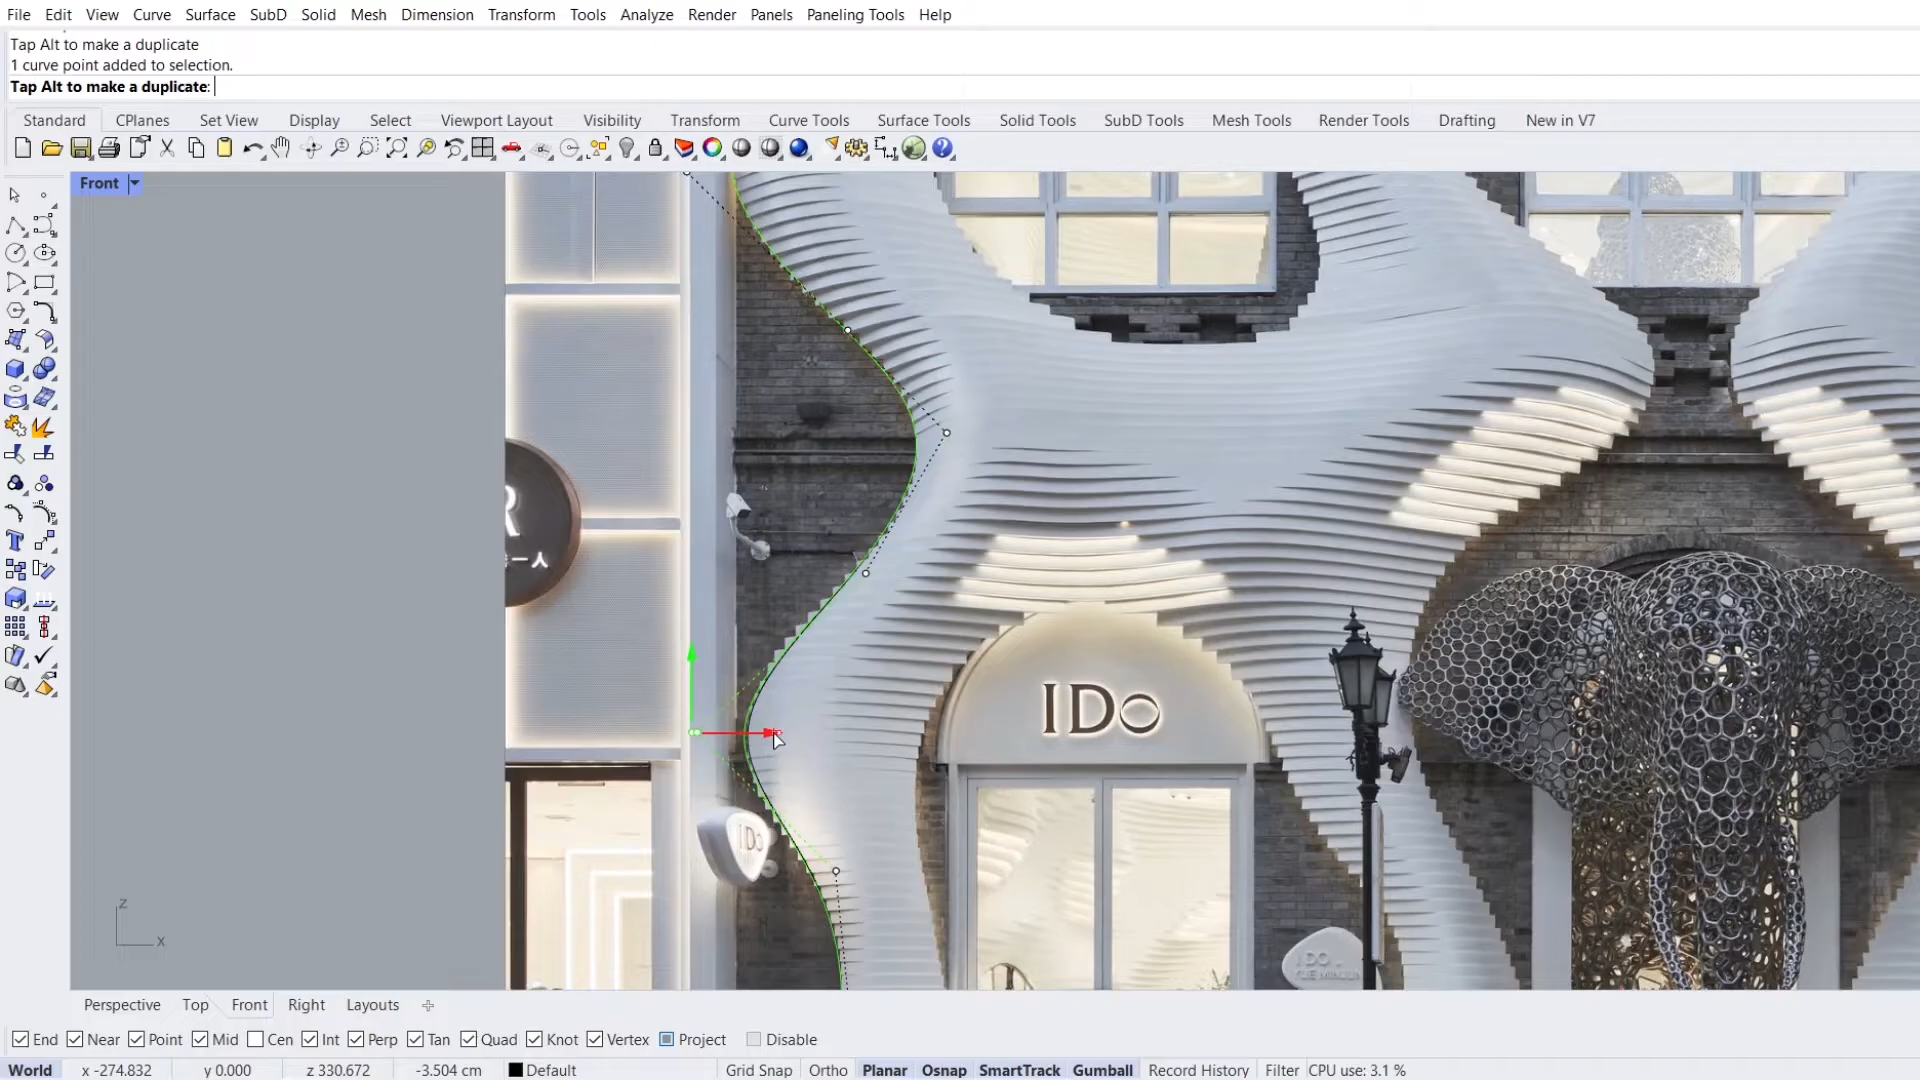 File Edit View Curve Surface SubD Solid Mesh Dimension Transform Tools Analyze Render Panels Paneling Tools Help
Tap Alt to make a duplicate
1 curve point added to selection.
Tap Alt to make a duplicate:
Standard CPlanes Set View Display Select Viewport Layout Visibility Transform Curve Tools Surface Tools Solid Tools SubD Tools Mesh Tools Render Tools Drafting New in V7
Front
R
一人
IDo
IDo
I DO
z
x
Perspective Top Front Right Layouts
End Near Point Mid Cen Int Perp Tan Quad Knot Vertex Project Disable
World x -274.832 y 0.000 z 330.672 -3.504 cm Default Grid Snap Ortho Planar Osnap SmartTrack Gumball Record History Filter CPU use: 3.1 %